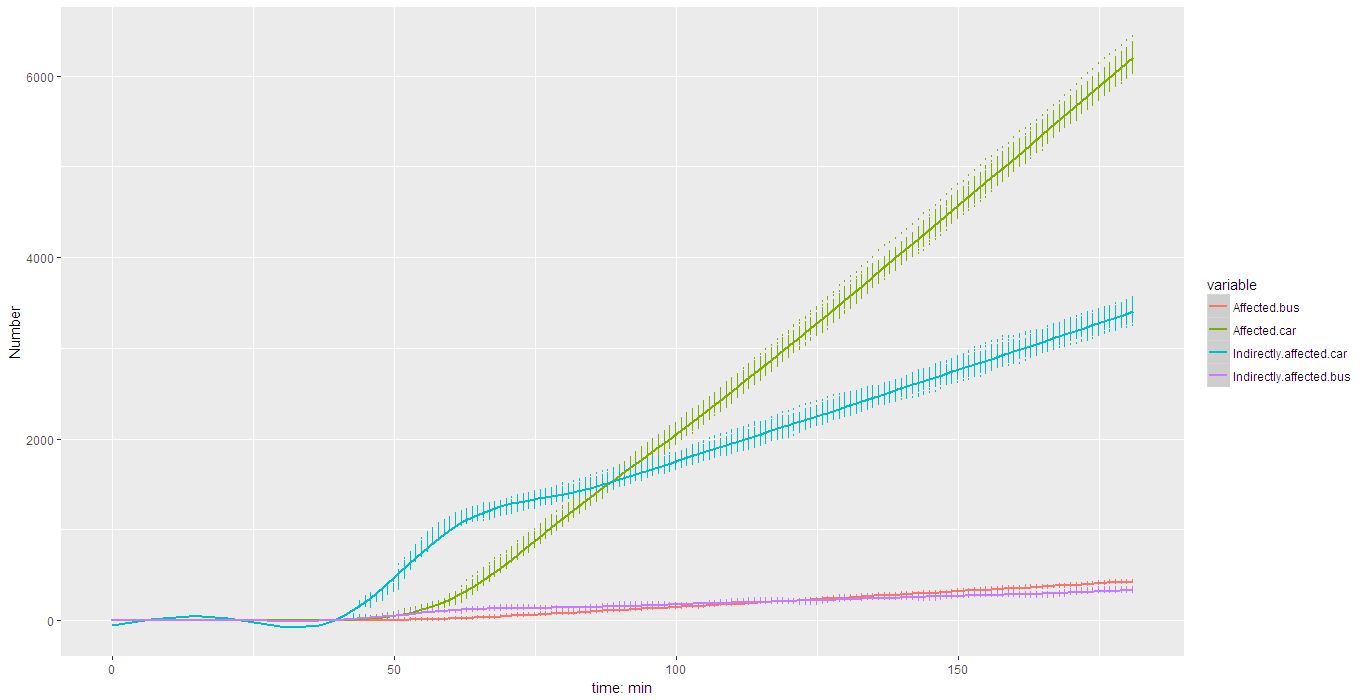 Number
6000
4000
2000
0
0 50 100 150
time: min
variable
Affected.bus
Affected.car
Indirectly.affected.car
Indirectly.affected.bus